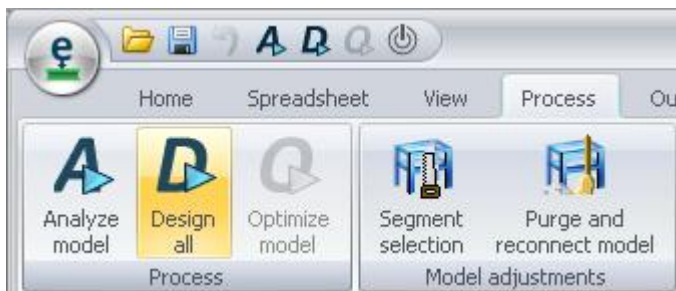 e
A D O
Home Spreadsheet View Process Ou
A D O
Analyze Design Optimize Segment Purge and
model all model selection reconnect model
Process Model adjustments